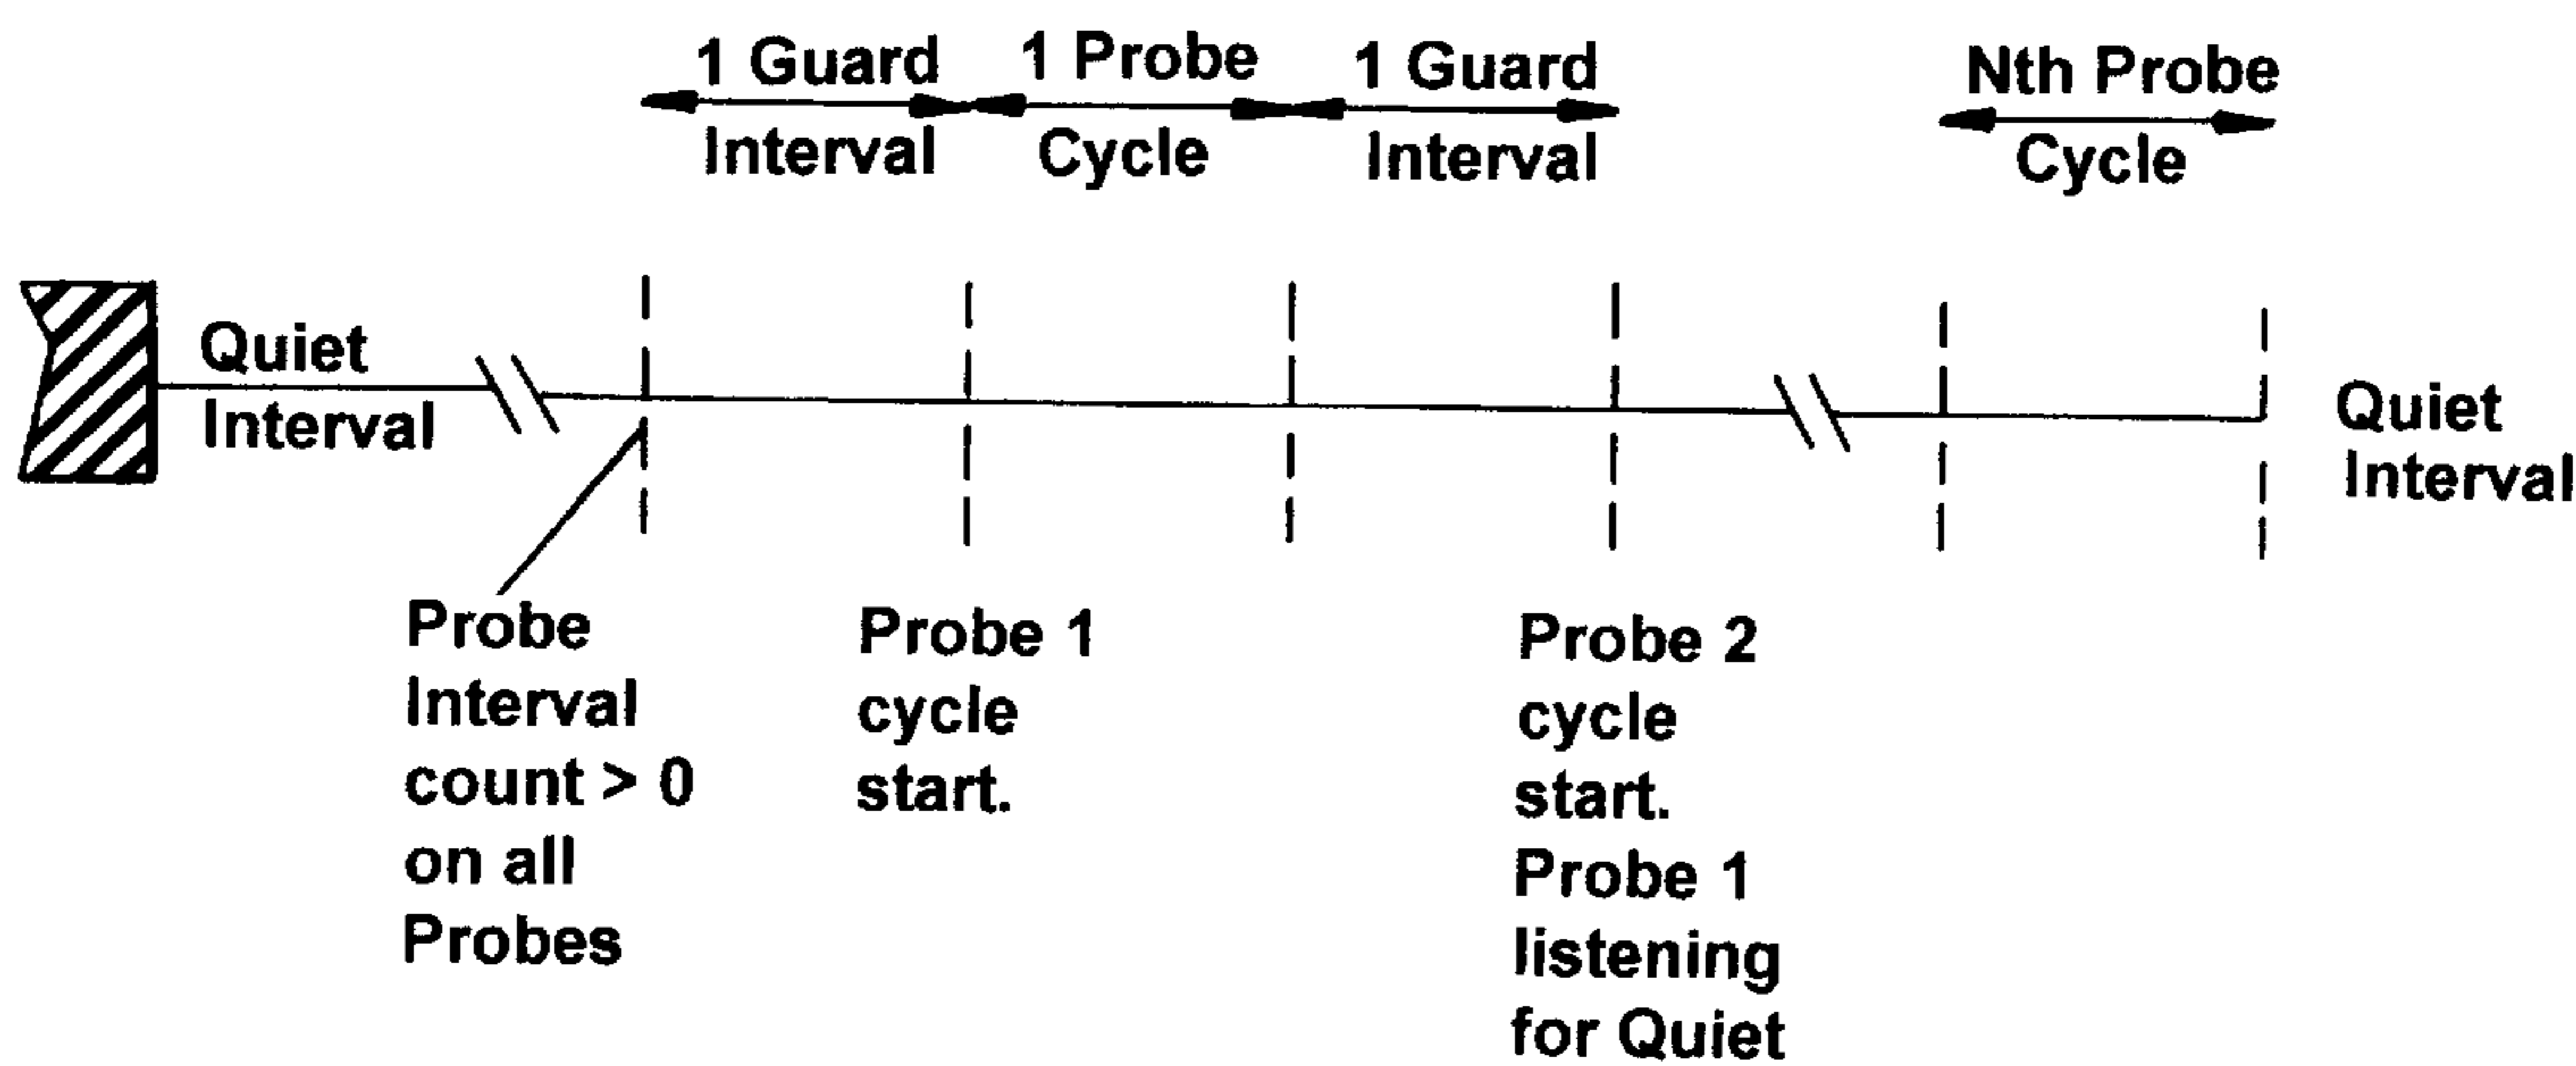 1 Guard
Interval
1 Probe
Cycle
1 Guard
Interval
Nth Probe
Cycle
Quiet
Interval
Quiet
Interval
Probe
Interval
count > 0
on all
Probes
Probe 1
cycle
start.
Probe 2
cycle
start.
Probe 1
listening
for Quiet